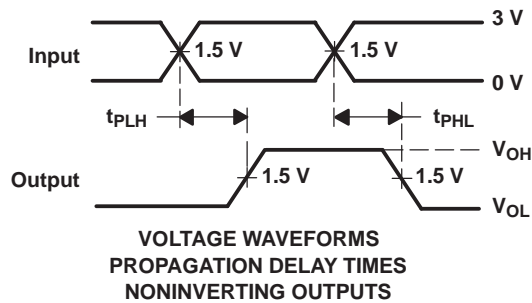 3 V
Input
1.5 V
1.5 V
0 V
tPLH
tPHL
VOH
Output
1.5 V
1.5 V
VOL
VOLTAGE WAVEFORMS
PROPAGATION DELAY TIMES
NONINVERTING OUTPUTS